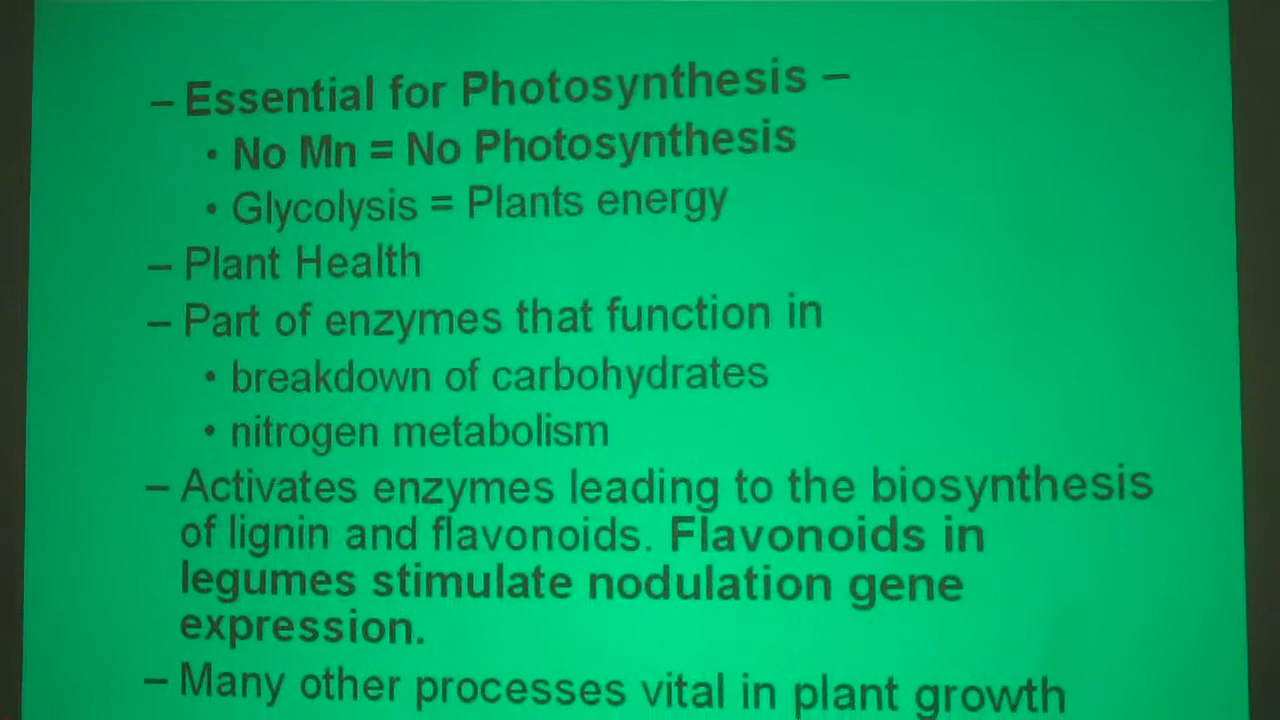 – Essential for Photosynthesis –
• No Mn = No Photosynthesis
• Glycolysis = Plants energy
– Plant Health
– Part of enzymes that function in
• breakdown of carbohydrates
• nitrogen metabolism
– Activates enzymes leading to the biosynthesis
of lignin and flavonoids. Flavonoids in
legumes stimulate nodulation gene
expression.
– Many other processes vital in plant growth